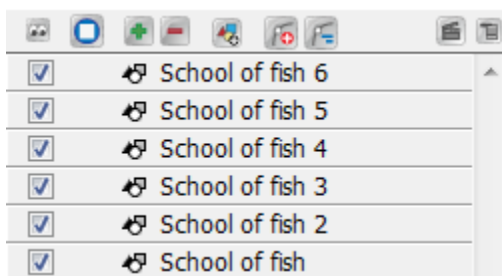 School of fish 6
School of fish 5
School of fish 4
School of fish 3
School of fish 2
School of fish